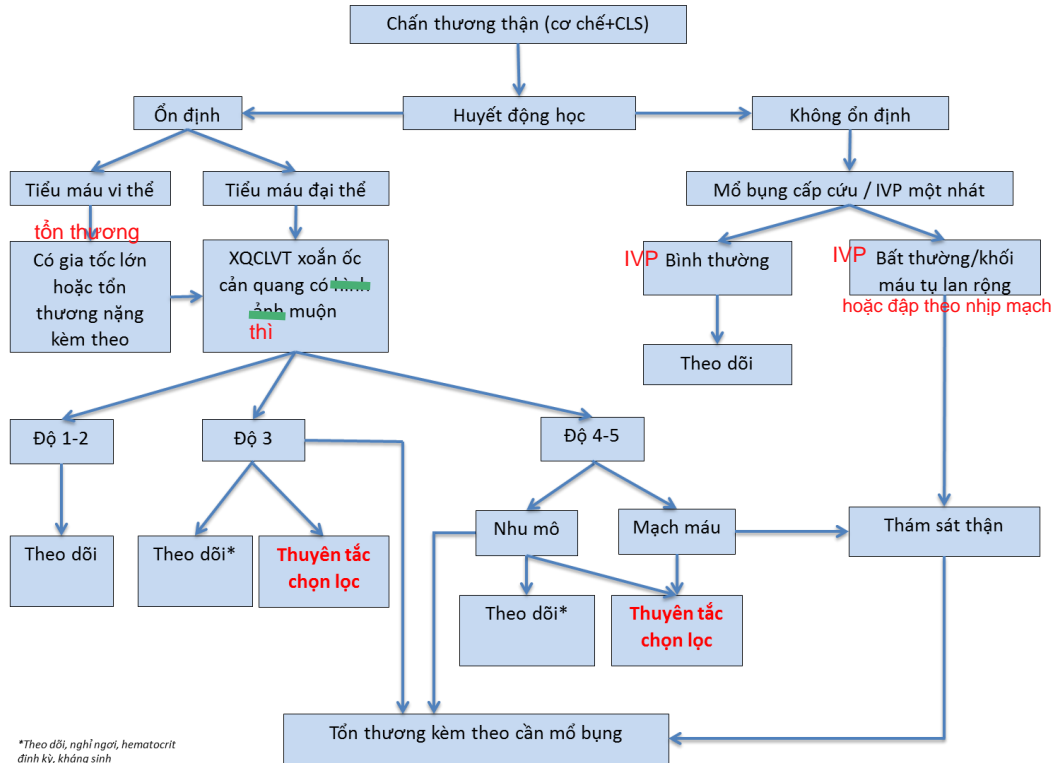 Chấn thương thận (cơ chế+CLS)
Ổn định
Huyết động học
Không ổn định
Tiểu máu vi thể
Tiểu máu đại thể
Mổ bụng cấp cứu / IVP một nhát
tổn thương
Có gia tốc lớn
hoặc tổn
thương nặng
kèm theo
XQCLVT xoắn ốc
cản quang có hình
ảnh muộn
thì
IVP
Bình thường
IVP
Bất thường/khối
máu tụ lan rộng
hoặc đập theo nhịp mạch
Theo dõi
Độ 1-2
Độ 3
Độ 4-5
Nhu mô
Mạch máu
Thám sát thận
Theo dõi
Theo dõi*
Thuyên tắc
chọn lọc
Theo dõi*
Thuyên tắc
chọn lọc
Tổn thương kèm theo cần mổ bụng
*Theo dõi, nghỉ ngơi, hematocrit
định kỳ, kháng sinh